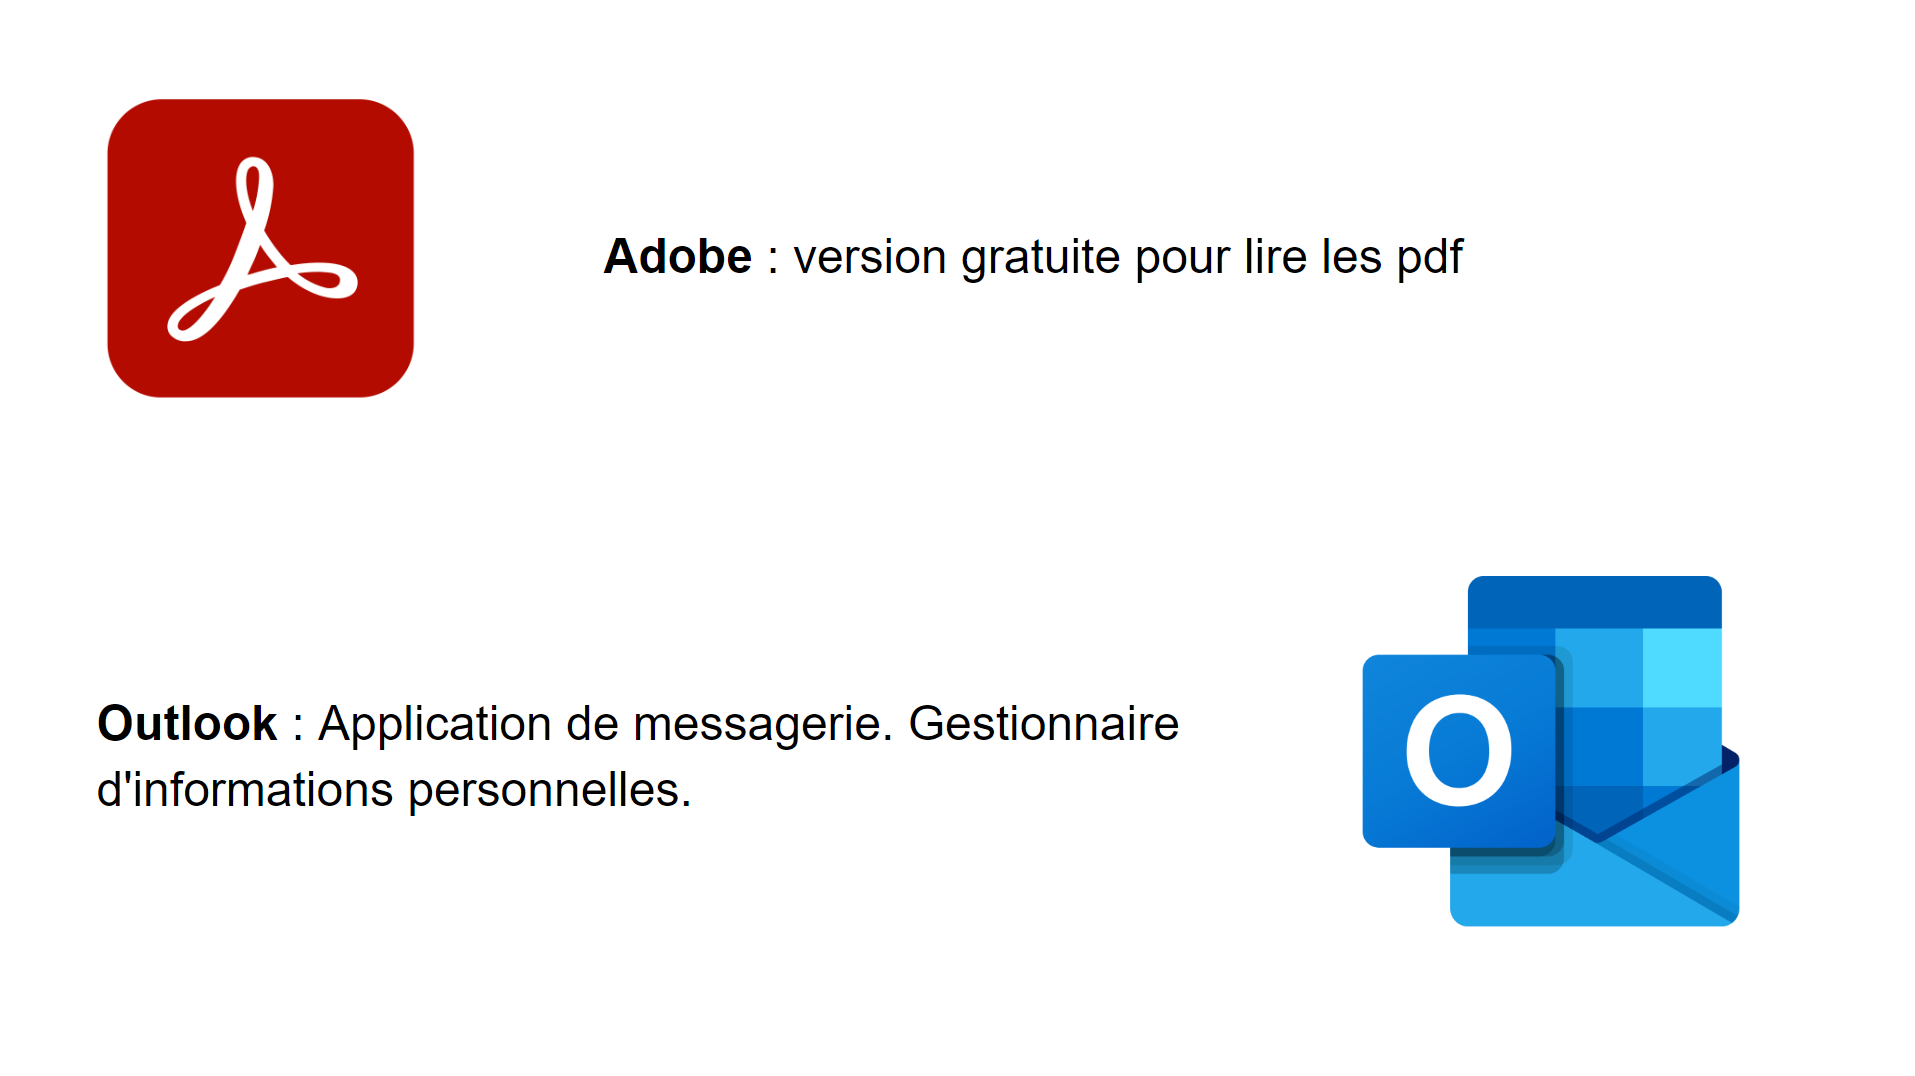 Adobe : version gratuite pour lire les pdf
Outlook : Application de messagerie. Gestionnaire
d'informations personnelles.
O